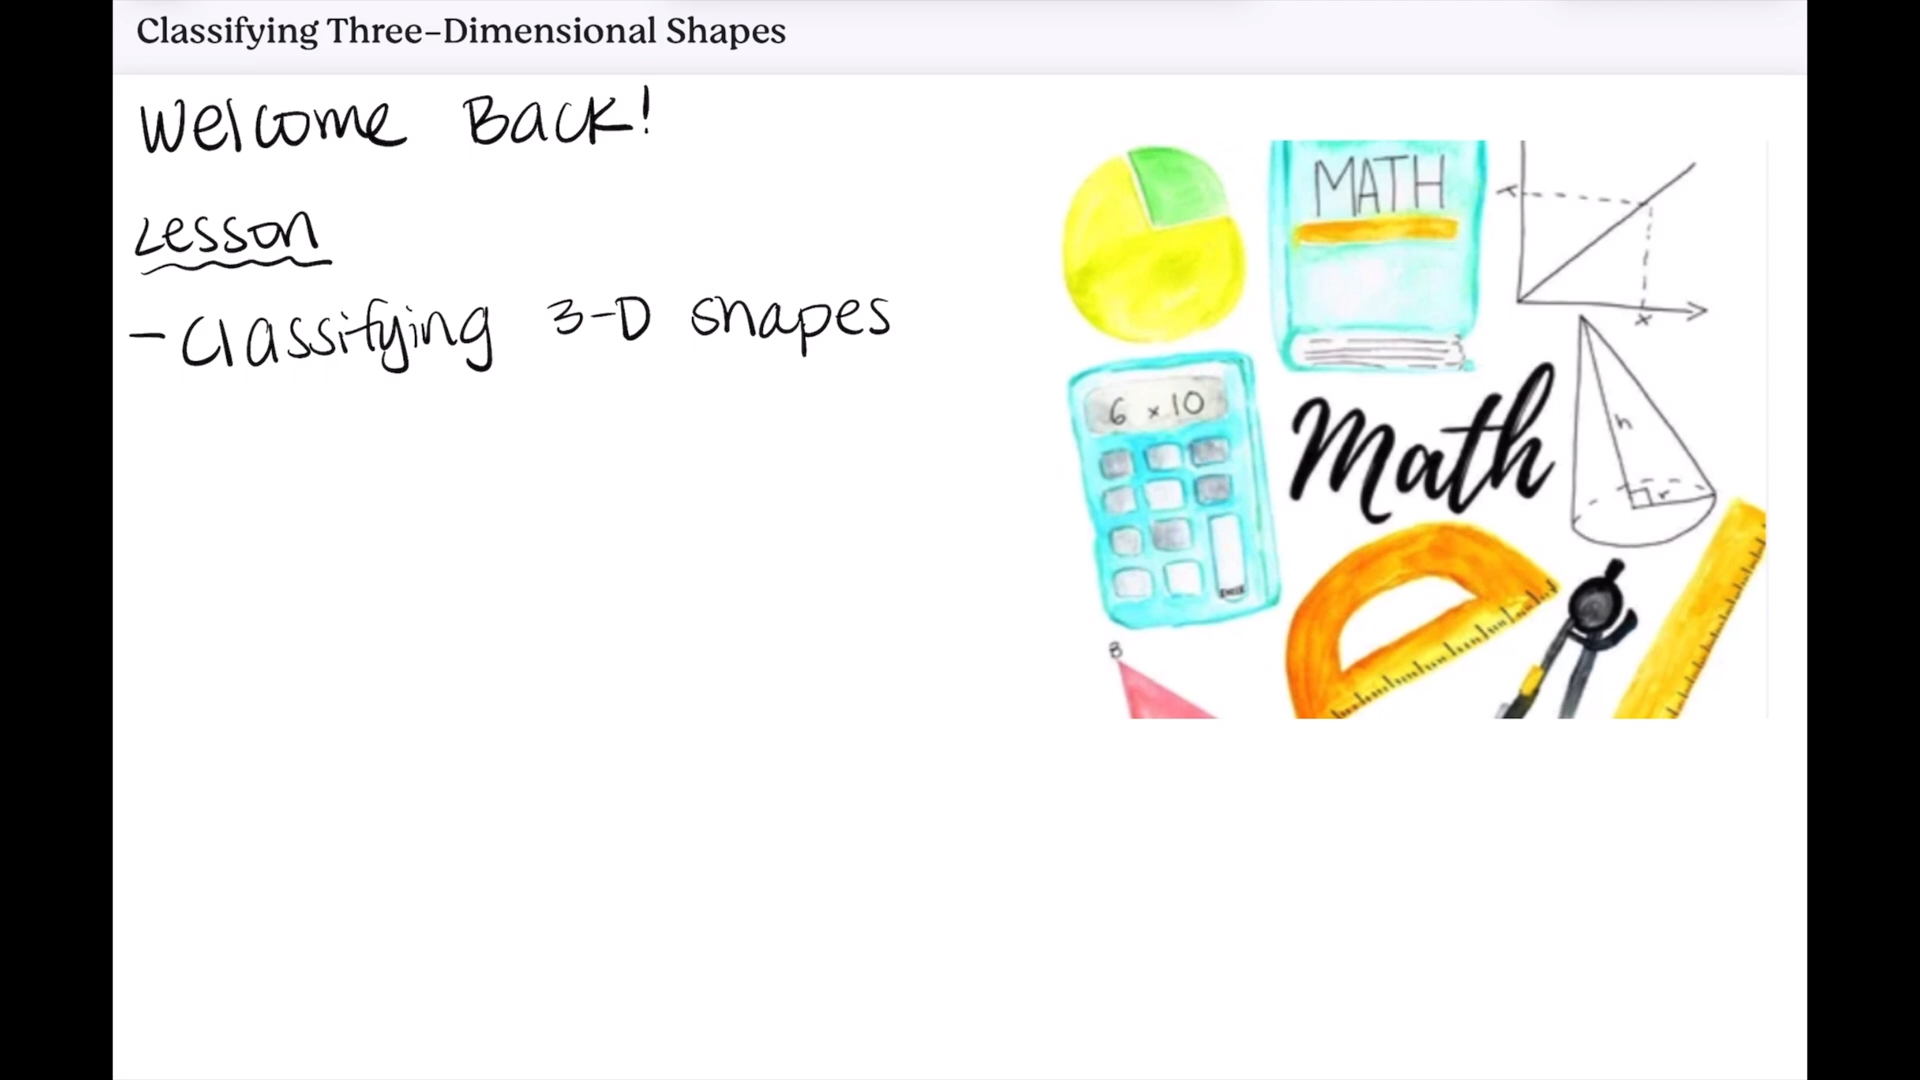 Classifying Three-Dimensional Shapes
Welcome Back!
Lesson
- Classifying 3-D shapes
MATH
x
6 x 10
Math
h
r
B